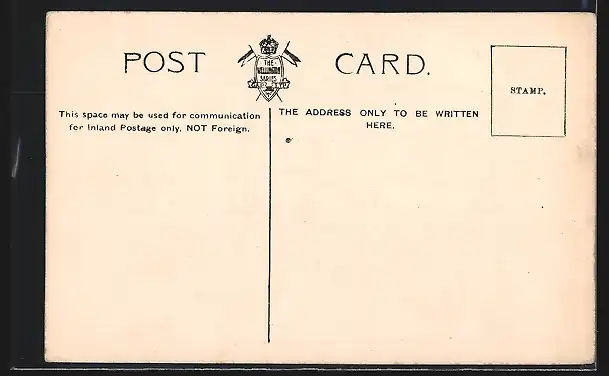 POST CARD.
THE
WELLINGTON
SERIES
STAMP.
This space may be used for communication
for Inland Postage only, NOT Foreign.
THE ADDRESS ONLY TO BE WRITTEN
HERE.